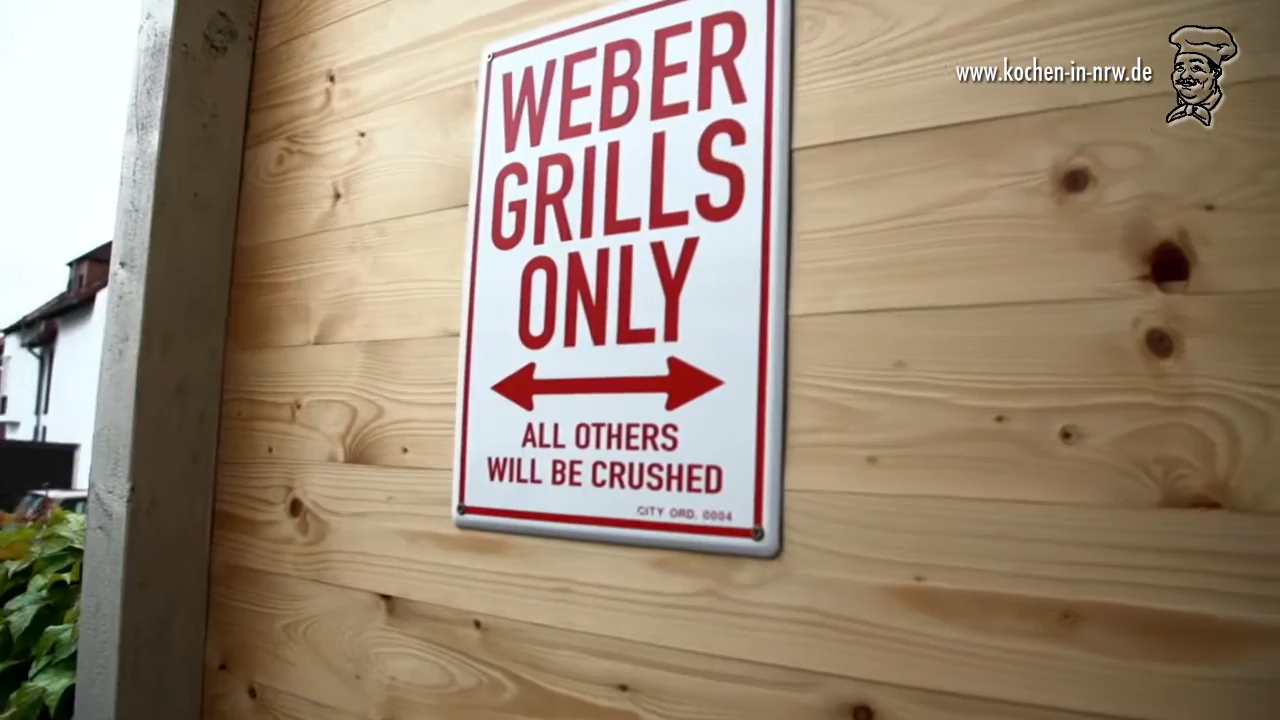 www.kochen-in-nrw.de
WEBER
GRILLS
ONLY
ALL OTHERS
WILL BE CRUSHED
CITY ORD. 0004